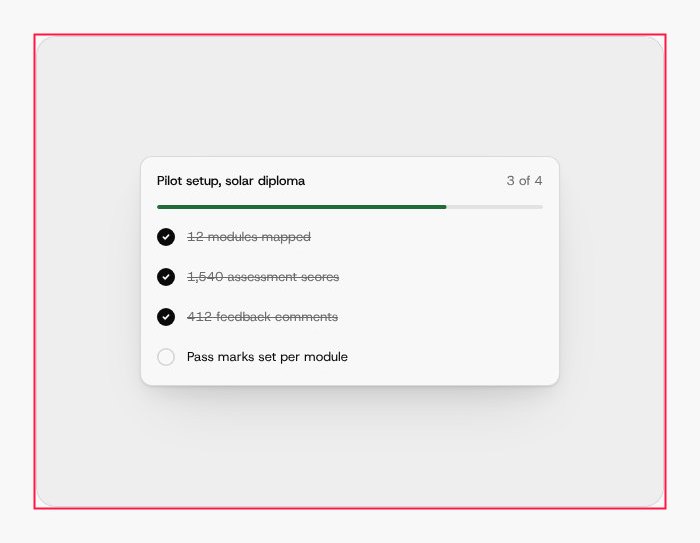 Pilot setup, solar diploma
3 of 4
12 modules mapped
1,540 assessment scores
412 feedback comments
Pass marks set per module